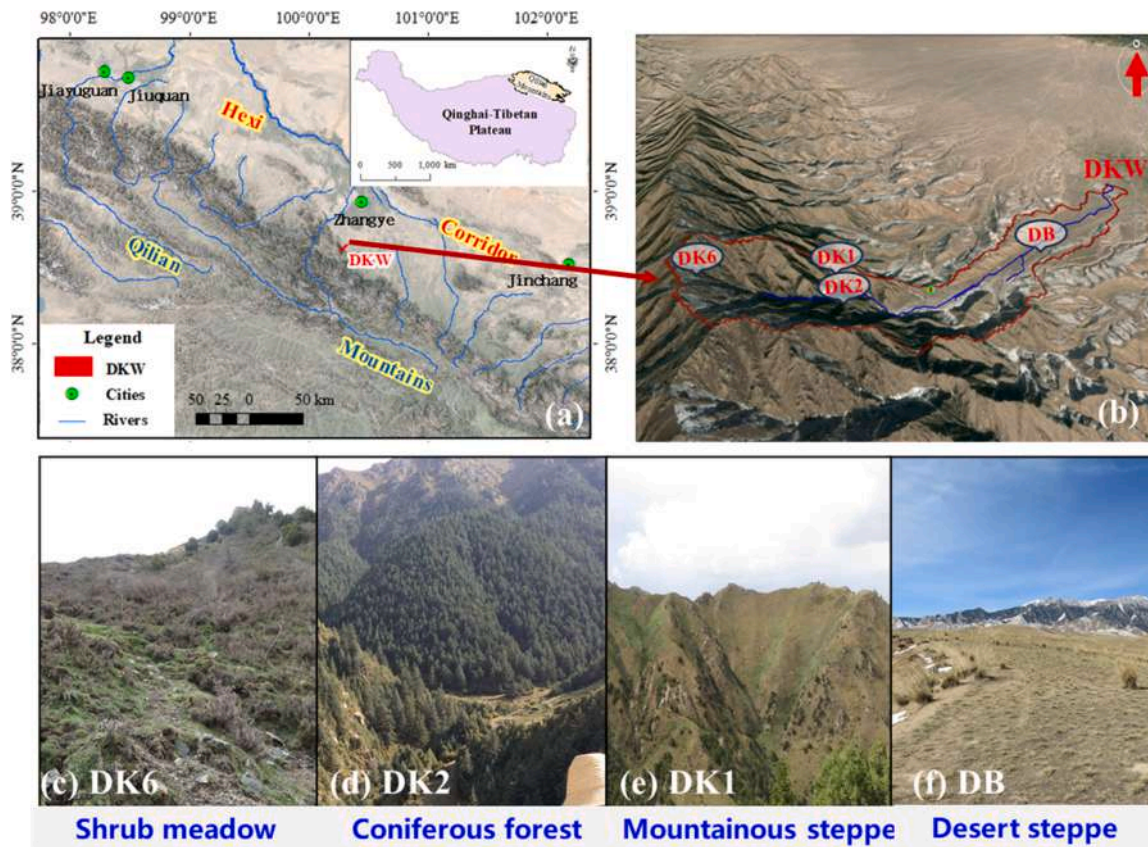 98°0'0"E 99°0'0"E 100°0'0"E 101°0'0"E 102°0'0"E
39°0'0"N
38°0'0"N
Jiayuguan
Jiuquan
Hexi
Zhangye
Corridor
DKW
Jinchang
Qilian
Mountains
Qilian
Mountains
Qinghai-Tibetan
Plateau
0 500 1,000 km
Legend
DKW
Cities
Rivers
50 25 0 50 km
(a)
DKW
DB
DK6
DK1
DK2
(b)
39°0'0"N
38°0'0"N
(c) DK6
(d) DK2
(e) DK1
(f) DB
Shrub meadow
Coniferous forest
Mountainous steppe
Desert steppe